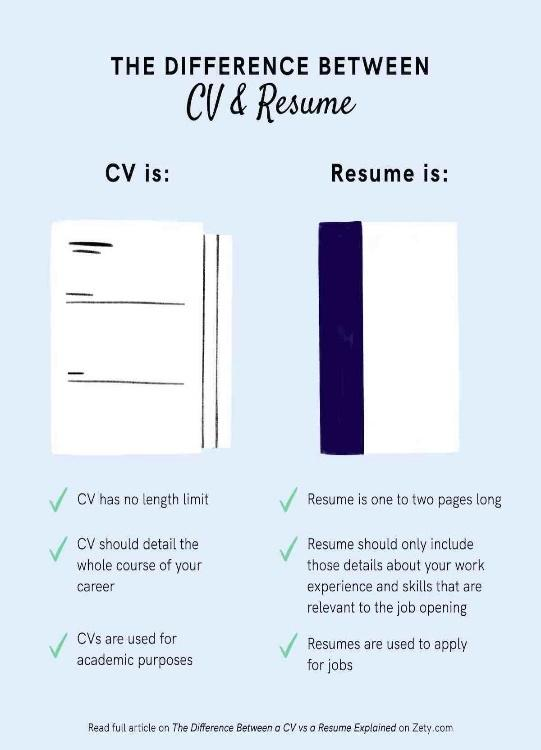 THE DIFFERENCE BETWEEN
CV & Resume
CV is:
CV has no length limit
CV should detail the
whole course of your
career
CVs are used for
academic purposes
Resume is:
Resume is one to two pages long
Resume should only include
those details about your work
experience and skills that are
relevant to the job opening
Resumes are used to apply
for jobs
Read full article on The Difference Between a CV vs a Resume Explained on Zety.com